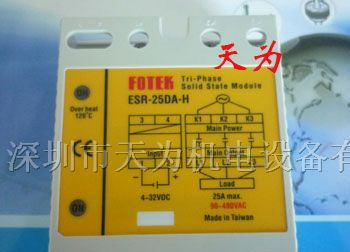 天为
FOTEK
Tri-Phase
Solid State Module
ESR-25DA-H
ON
Over heat
120°C
3 4
K1 K2 K3
Main Power
深圳市天为机电设备有
Input
Load
4-32VDC
25A max.
90-480VAC
ON
Made in Taiwan